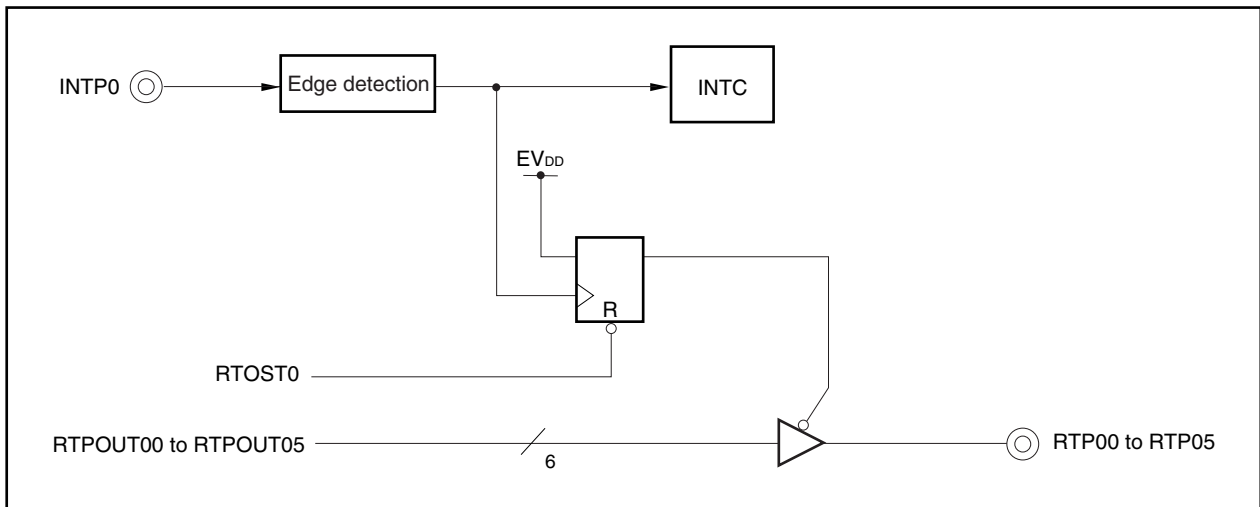 INTP0
Edge detection
INTC
EVDD
R
RTOST0
RTPOUT00 to RTPOUT05
6
RTP00 to RTP05